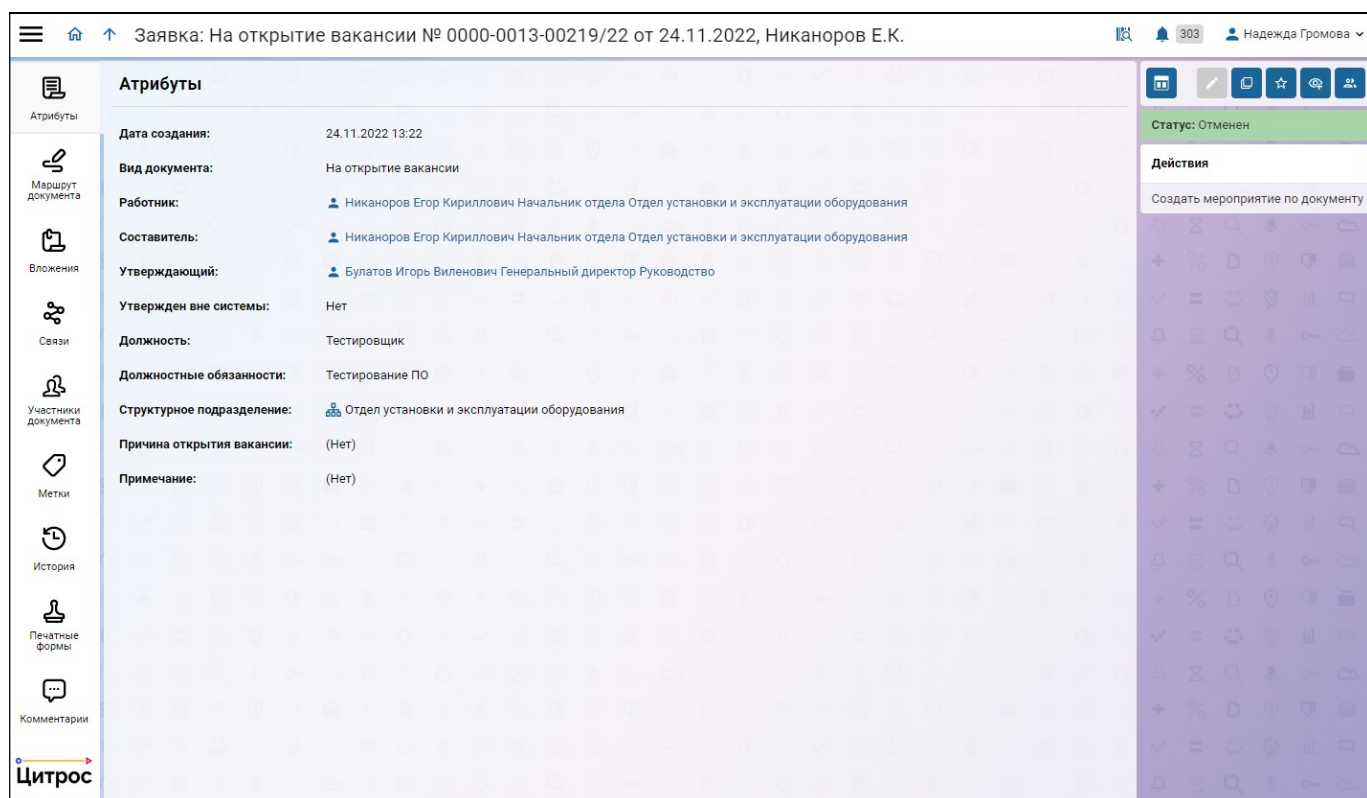 Заявка: На открытие вакансии № 0000-0013-00219/22 от 24.11.2022, Никаноров Е.К.
303
Надежда Громова
Атрибуты
Маршрут
документа
Вложения
Связи
Участники
документа
Метки
История
Печатные
формы
Комментарии
Цитрос
Атрибуты
Дата создания: 24.11.2022 13:22
Вид документа: На открытие вакансии
Работник: Никаноров Егор Кириллович Начальник отдела Отдел установки и эксплуатации оборудования
Составитель: Никаноров Егор Кириллович Начальник отдела Отдел установки и эксплуатации оборудования
Утверждающий: Булатов Игорь Виленович Генеральный директор Руководство
Утвержден вне системы: Нет
Должность: Тестировщик
Должностные обязанности: Тестирование ПО
Структурное подразделение: Отдел установки и эксплуатации оборудования
Причина открытия вакансии: (Нет)
Примечание: (Нет)
Статус: Отменен
Действия
Создать мероприятие по документу